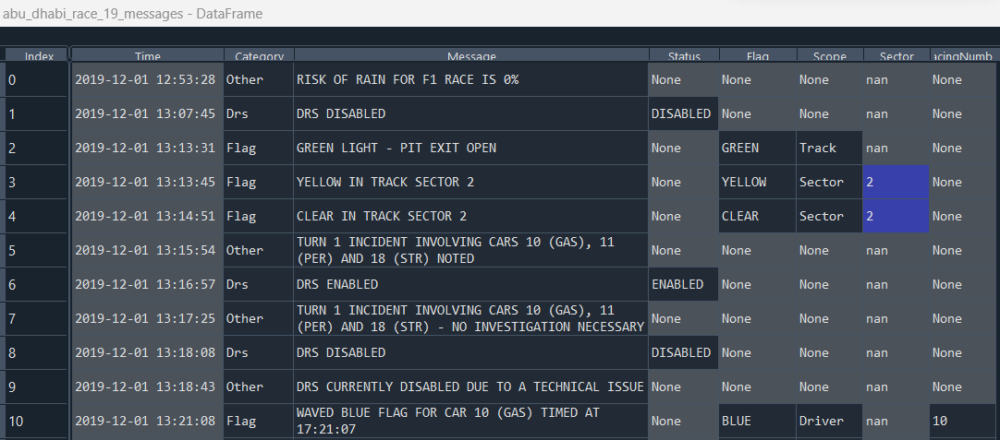 abu_dhabi_race_19_messages - DataFrame
Index Time Category Message Status Flag Scope Sector acingNumb
0 2019-12-01 12:53:28 Other RISK OF RAIN FOR F1 RACE IS 0% None None None nan None
1 2019-12-01 13:07:45 Drs DRS DISABLED DISABLED None None nan None
2 2019-12-01 13:13:31 Flag GREEN LIGHT - PIT EXIT OPEN None GREEN Track nan None
3 2019-12-01 13:13:45 Flag YELLOW IN TRACK SECTOR 2 None YELLOW Sector 2 None
4 2019-12-01 13:14:51 Flag CLEAR IN TRACK SECTOR 2 None CLEAR Sector 2 None
5 2019-12-01 13:15:54 Other TURN 1 INCIDENT INVOLVING CARS 10 (GAS), 11
(PER) AND 18 (STR) NOTED None None None nan None
6 2019-12-01 13:16:57 Drs DRS ENABLED ENABLED None None nan None
7 2019-12-01 13:17:25 Other TURN 1 INCIDENT INVOLVING CARS 10 (GAS), 11
(PER) AND 18 (STR) - NO INVESTIGATION NECESSARY None None None nan None
8 2019-12-01 13:18:08 Drs DRS DISABLED DISABLED None None nan None
9 2019-12-01 13:18:43 Other DRS CURRENTLY DISABLED DUE TO A TECHNICAL ISSUE None None None nan None
10 2019-12-01 13:21:08 Flag WAVED BLUE FLAG FOR CAR 10 (GAS) TIMED AT
17:21:07 None BLUE Driver nan 10